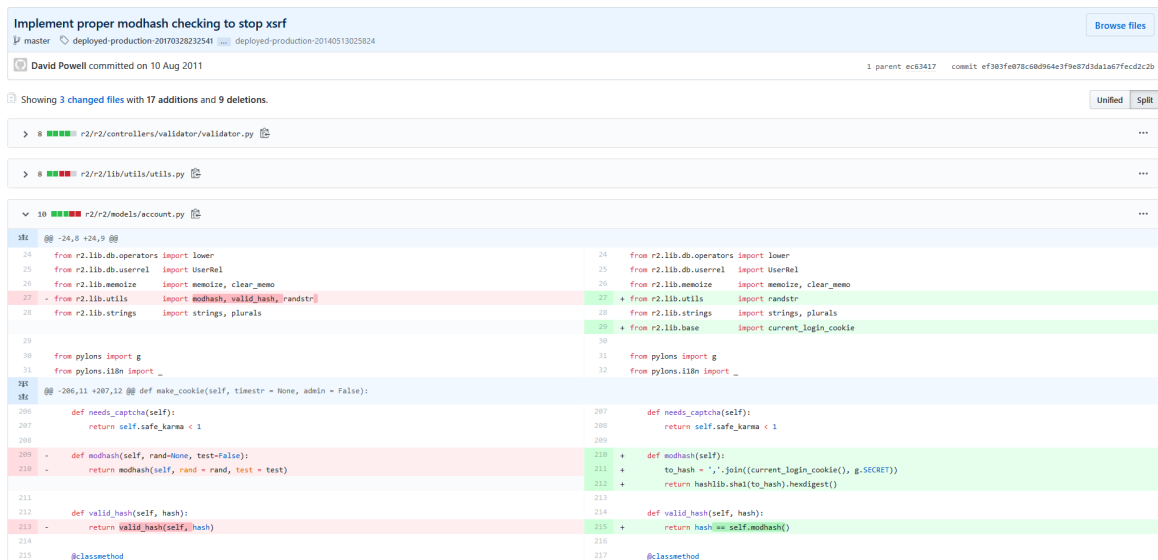 Implement proper modhash checking to stop xsrf
Browse files
master deployed-production-20170328232541 ... deployed-production-20140513025824
David Powell committed on 10 Aug 2011
1 parent ec63417 commit ef303fe078c60d964e3f9e87d3da1a67fecd2c2b
Showing 3 changed files with 17 additions and 9 deletions.
Unified Split
8 r2/r2/controllers/validator/validator.py
8 r2/r2/lib/utils/utils.py
10 r2/r2/models/account.py
@@ -24,8 +24,9 @@
24 from r2.lib.db.operators import lower 24 from r2.lib.db.operators import lower
25 from r2.lib.db.userrel import UserRel 25 from r2.lib.db.userrel import UserRel
26 from r2.lib.memoize import memoize, clear_memo 26 from r2.lib.memoize import memoize, clear_memo
27 - from r2.lib.utils import modhash, valid_hash, randstr 27 + from r2.lib.utils import randstr
28 from r2.lib.strings import strings, plurals 28 from r2.lib.strings import strings, plurals
29 + from r2.lib.base import current_login_cookie
29 30
30 from pylons import g 31 from pylons import g
31 from pylons.i18n import _ 32 from pylons.i18n import _
@@ -206,11 +207,12 @@ def make_cookie(self, timestr = None, admin = False):
206 def needs_captcha(self): 207 def needs_captcha(self):
207 return self.safe_karma < 1 208 return self.safe_karma < 1
208 209
209 - def modhash(self, rand=None, test=False): 210 + def modhash(self):
210 - return modhash(self, rand = rand, test = test) 211 + to_hash = ','.join((current_login_cookie(), g.SECRET))
212 + return hashlib.sha1(to_hash).hexdigest()
211 213
212 def valid_hash(self, hash): 214 def valid_hash(self, hash):
213 - return valid_hash(self, hash) 215 + return hash == self.modhash()
214 216
215 @classmethod 217 @classmethod